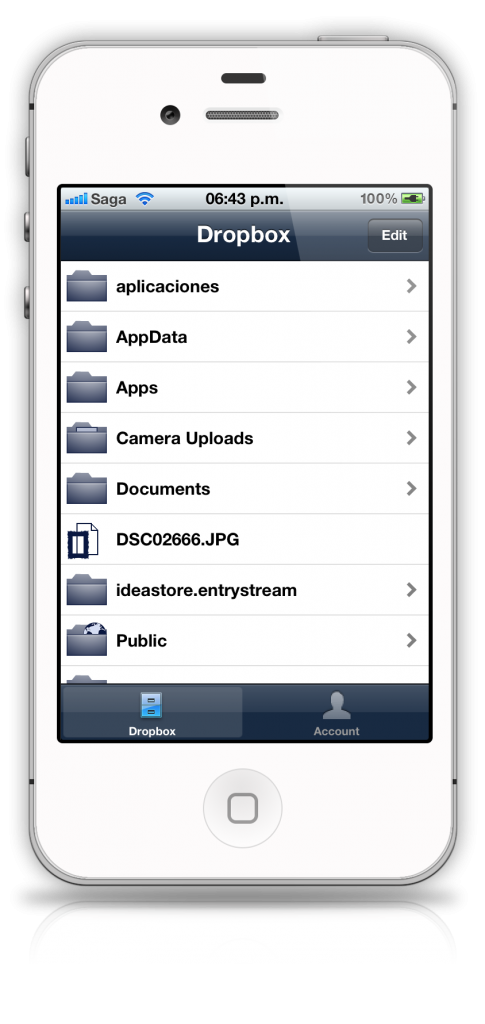 Saga 06:43 p.m. 100%
Dropbox Edit
aplicaciones
AppData
Apps
Camera Uploads
Documents
DSC02666.JPG
ideastore.entrystream
Public
Dropbox Account